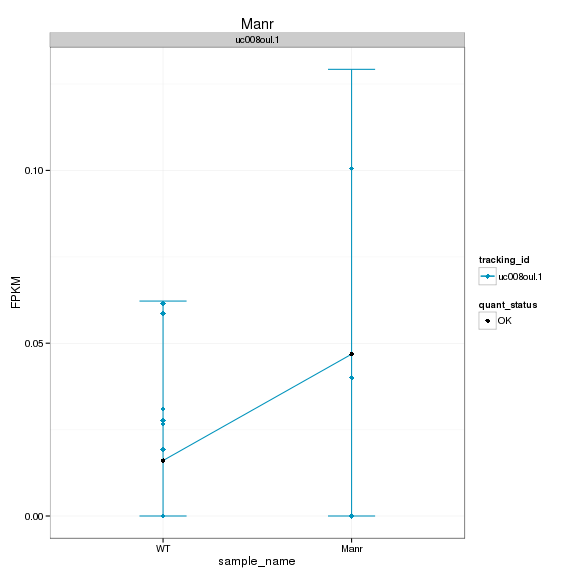 Manr
uc008oul.1
0.10
0.05
0.00
FPKM
WT
Manr
sample_name
tracking_id
uc008oul.1
quant_status
OK